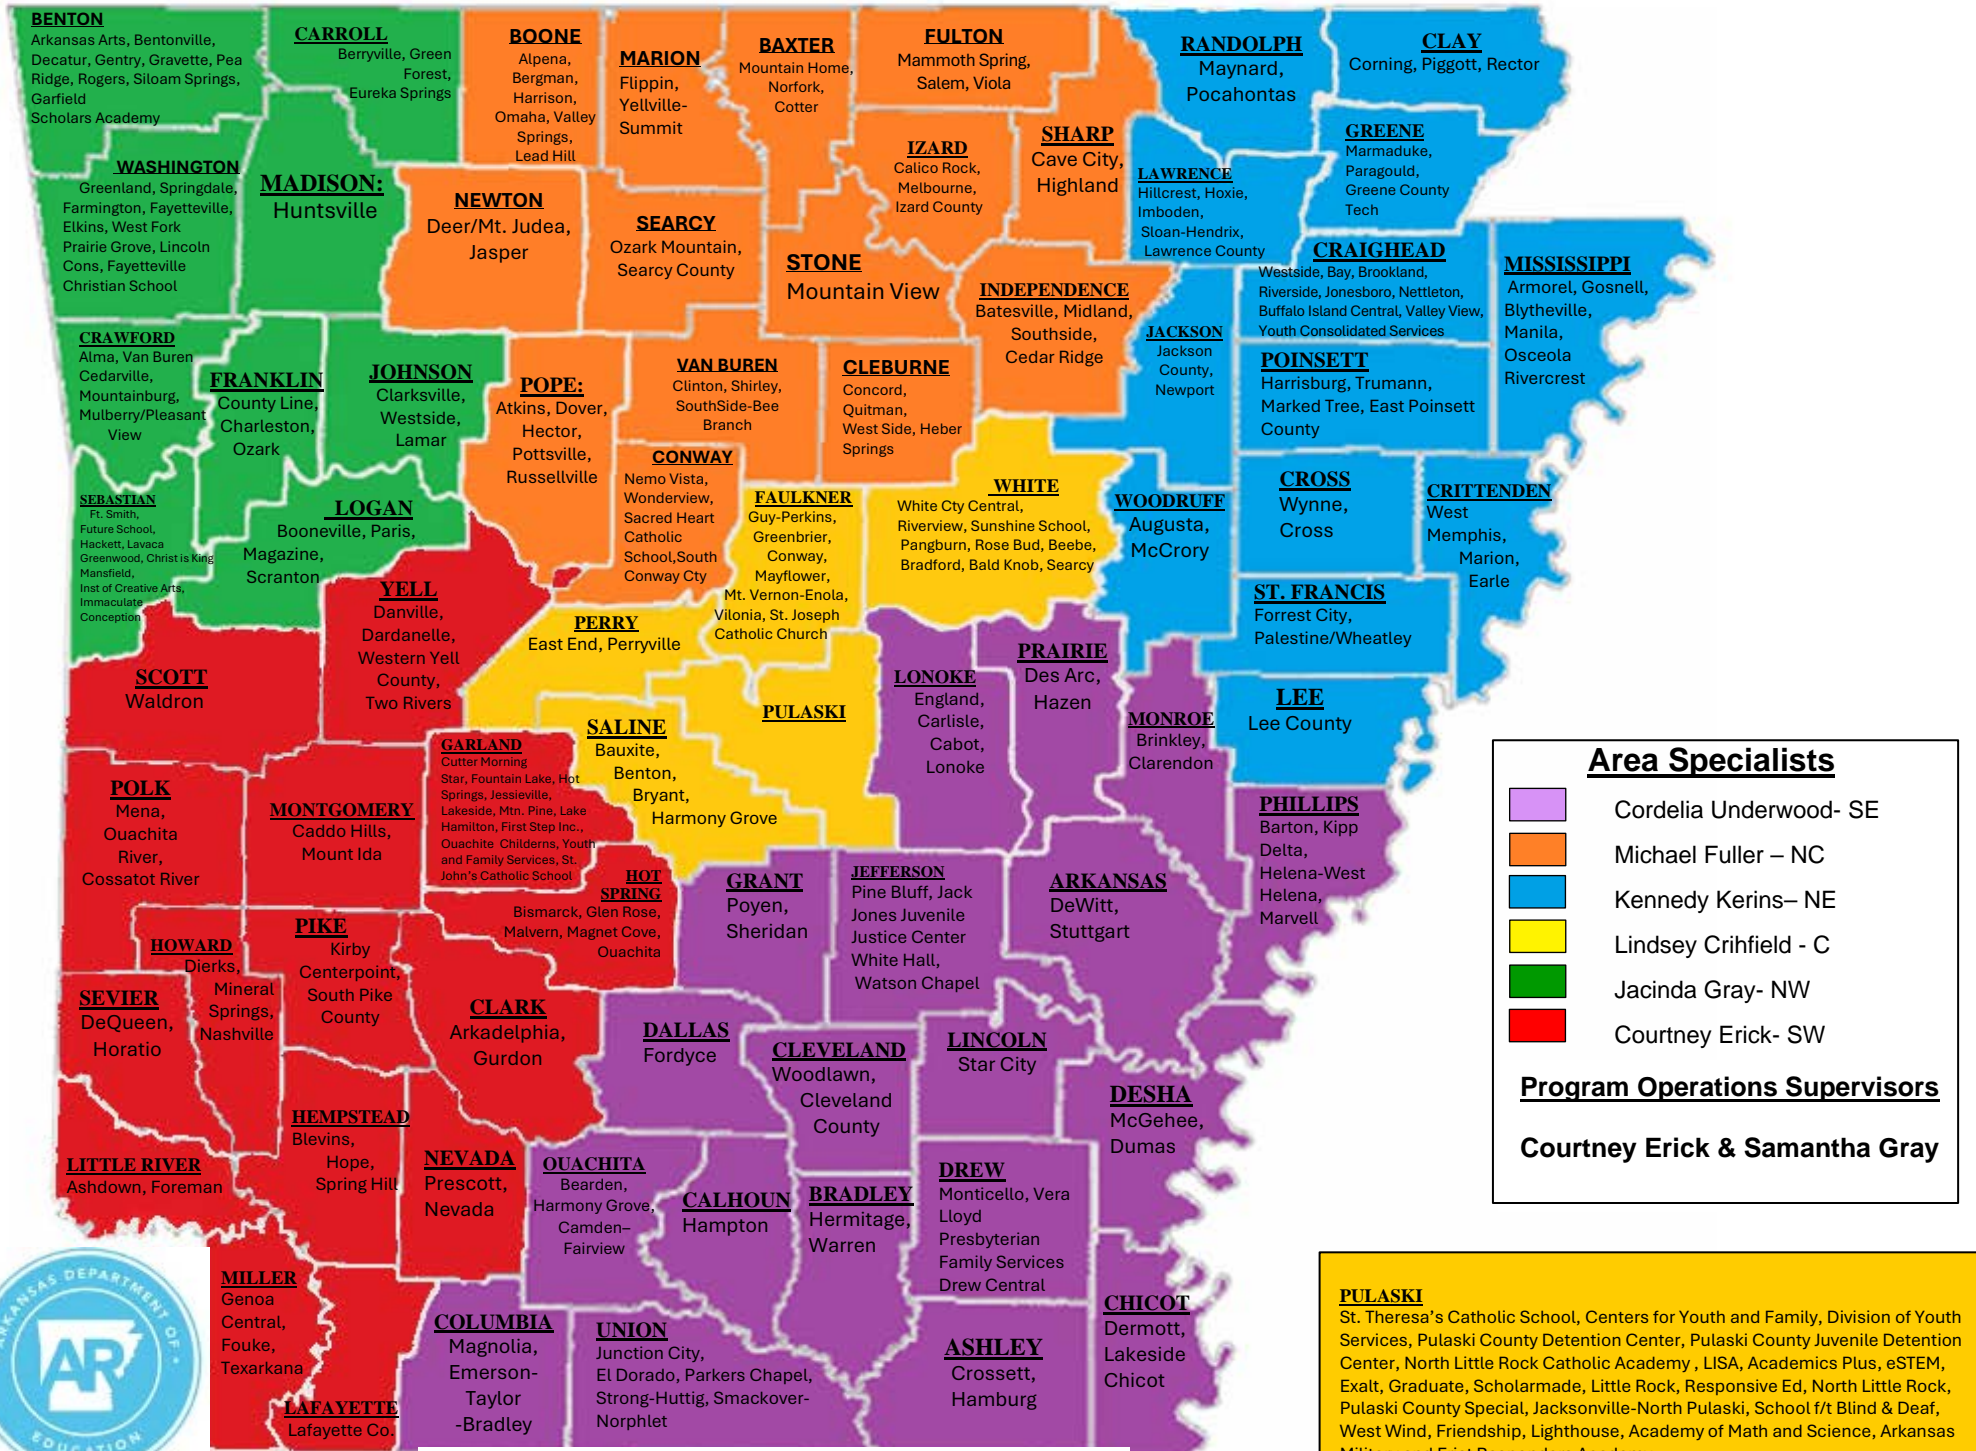 BENTON
Arkansas Arts, Bentonville,
Decatur, Gentry, Gravette, Pea
Ridge, Rogers, Siloam Springs,
Garfield
Scholars Academy
CARROLL
Berryville, Green
Forest,
Eureka Springs
BOONE
Alpena,
Bergman,
Harrison,
Omaha, Valley
Springs,
Lead Hill
MARION
Flippin,
Yellville-
Summit
BAXTER
Mountain Home,
Norfork,
Cotter
FULTON
Mammoth Spring,
Salem, Viola
RANDOLPH
Maynard,
Pocahontas
CLAY
Corning, Piggott, Rector
WASHINGTON
Greenland, Springdale,
Farmington, Fayetteville,
Elkins, West Fork
Prairie Grove, Lincoln
Cons, Fayetteville
Christian School
MADISON:
Huntsville
NEWTON
Deer/Mt. Judea,
Jasper
SEARCY
Ozark Mountain,
Searcy County
STONE
Mountain View
IZARD
Calico Rock,
Melbourne,
Izard County
SHARP
Cave City,
Highland
LAWRENCE
Hillcrest, Hoxie,
Imboden,
Sloan-Hendrix,
Lawrence County
GREENE
Marmaduke,
Paragould,
Greene County
Tech
CRAIGHEAD
Westside, Bay, Brookland,
Riverside, Jonesboro, Nettleton,
Buffalo Island Central, Valley View,
Youth Consolidated Services
MISSISSIPPI
Armorel, Gosnell,
Blytheville,
Manila,
Osceola
Rivercrest
CRAWFORD
Alma, Van Buren
Cedarville,
Mountainburg,
Mulberry/Pleasant
View
FRANKLIN
County Line,
Charleston,
Ozark
JOHNSON
Clarksville,
Westside,
Lamar
POPE:
Atkins, Dover,
Hector,
Pottsville,
Russellville
VAN BUREN
Clinton, Shirley,
SouthSide-Bee
Branch
CLEBURNE
Concord,
Quitman,
West Side, Heber
Springs
INDEPENDENCE
Batesville, Midland,
Southside,
Cedar Ridge
JACKSON
Jackson
County,
Newport
POINSETT
Harrisburg, Trumann,
Marked Tree, East Poinsett
County
SEBASTIAN
Ft. Smith,
Future School,
Hackett, Lavaca
Greenwood, Christ is King
Mansfield,
Inst of Creative Arts,
Immaculate
Conception
LOGAN
Booneville, Paris,
Magazine,
Scranton
CONWAY
Nemo Vista,
Wonderview,
Sacred Heart
Catholic
School,South
Conway Cty
FAULKNER
Guy-Perkins,
Greenbrier,
Conway,
Mayflower,
Mt. Vernon-Enola,
Vilonia, St. Joseph
Catholic Church
WHITE
White Cty Central,
Riverview, Sunshine School,
Pangburn, Rose Bud, Beebe,
Bradford, Bald Knob, Searcy
WOODRUFF
Augusta,
McCrory
CROSS
Wynne,
Cross
CRITTENDEN
West
Memphis,
Marion,
Earle
ST. FRANCIS
Forrest City,
Palestine/Wheatley
SCOTT
Waldron
YELL
Danville,
Dardanelle,
Western Yell
County,
Two Rivers
PERRY
East End, Perryville
SALINE
Bauxite,
Benton,
Bryant,
Harmony Grove
PULASKI
LONOKE
England,
Carlisle,
Cabot,
Lonoke
PRAIRIE
Des Arc,
Hazen
MONROE
Brinkley,
Clarendon
LEE
Lee County
POLK
Mena,
Ouachita
River,
Cossatot River
MONTGOMERY
Caddo Hills,
Mount Ida
GARLAND
Cutter Morning
Star, Fountain Lake, Hot
Springs, Jessieville,
Lakeside, Mtn. Pine, Lake
Hamilton, First Step Inc.,
Ouachite Childerns, Youth
and Family Services, St.
John's Catholic School
HOT
SPRING
Bismarck, Glen Rose,
Malvern, Magnet Cove,
Ouachita
GRANT
Poyen,
Sheridan
JEFFERSON
Pine Bluff, Jack
Jones Juvenile
Justice Center
White Hall,
Watson Chapel
ARKANSAS
DeWitt,
Stuttgart
PHILLIPS
Barton, Kipp
Delta,
Helena-West
Helena,
Marvell
HOWARD
Dierks,
Mineral
Springs,
Nashville
PIKE
Kirby
Centerpoint,
South Pike
County
SEVIER
DeQueen,
Horatio
CLARK
Arkadelphia,
Gurdon
DALLAS
Fordyce
CLEVELAND
Woodlawn,
Cleveland
County
LINCOLN
Star City
DESHA
McGehee,
Dumas
LITTLE RIVER
Ashdown, Foreman
HEMPSTEAD
Blevins,
Hope,
Spring Hill
NEVADA
Prescott,
Nevada
OUACHITA
Bearden,
Harmony Grove,
Camden–
Fairview
CALHOUN
Hampton
BRADLEY
Hermitage,
Warren
DREW
Monticello, Vera
Lloyd
Presbyterian
Family Services
Drew Central
MILLER
Genoa
Central,
Fouke,
Texarkana
LAFAYETTE
Lafayette Co.
COLUMBIA
Magnolia,
Emerson-
Taylor
-Bradley
UNION
Junction City,
El Dorado, Parkers Chapel,
Strong-Huttig, Smackover-
Norphlet
ASHLEY
Crossett,
Hamburg
CHICOT
Dermott,
Lakeside
Chicot
Area Specialists
Cordelia Underwood- SE
Michael Fuller – NC
Kennedy Kerins– NE
Lindsey Crihfield - C
Jacinda Gray- NW
Courtney Erick- SW
Program Operations Supervisors
Courtney Erick & Samantha Gray
PULASKI
St. Theresa's Catholic School, Centers for Youth and Family, Division of Youth
Services, Pulaski County Detention Center, Pulaski County Juvenile Detention
Center, North Little Rock Catholic Academy , LISA, Academics Plus, eSTEM,
Exalt, Graduate, Scholarmade, Little Rock, Responsive Ed, North Little Rock,
Pulaski County Special, Jacksonville-North Pulaski, School f/t Blind & Deaf,
West Wind, Friendship, Lighthouse, Academy of Math and Science, Arkansas
ARKANSAS DEPARTMENT OF
AR
EDUCATION